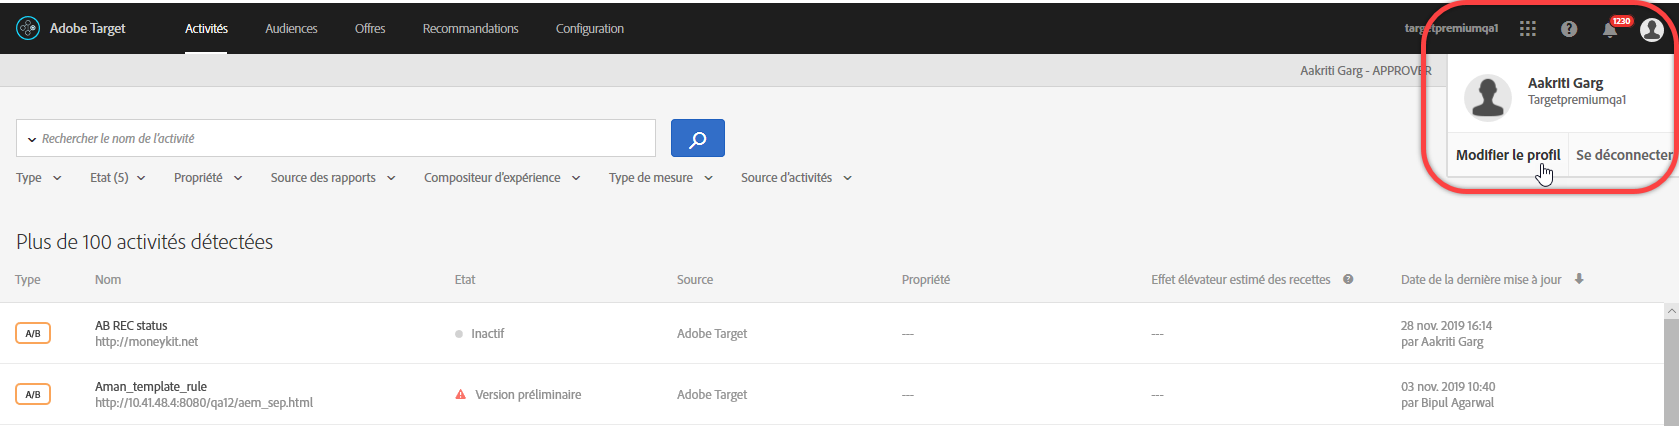 Adobe Target Activités Audiences Offres Recommandations Configuration targetpremiumqa1 1230
Aakriti Garg - APPROVER
Aakriti Garg
Targetpremiumqa1
Modifier le profil Se déconnecter
Rechercher le nom de l'activité
Type Etat (5) Propriété Source des rapports Compositeur d'expérience Type de mesure Source d'activités
Plus de 100 activités détectées
Type Nom Etat Source Propriété Effet élévateur estimé des recettes Date de la dernière mise à jour
A/B AB REC status Inactif Adobe Target --- --- 28 nov. 2019 16:14
http://moneykit.net par Aakriti Garg
A/B Aman_template_rule Version préliminaire Adobe Target --- --- 03 nov. 2019 10:40
http://10.41.48.4:8080/qa12/aem_sep.html par Bipul Agarwal